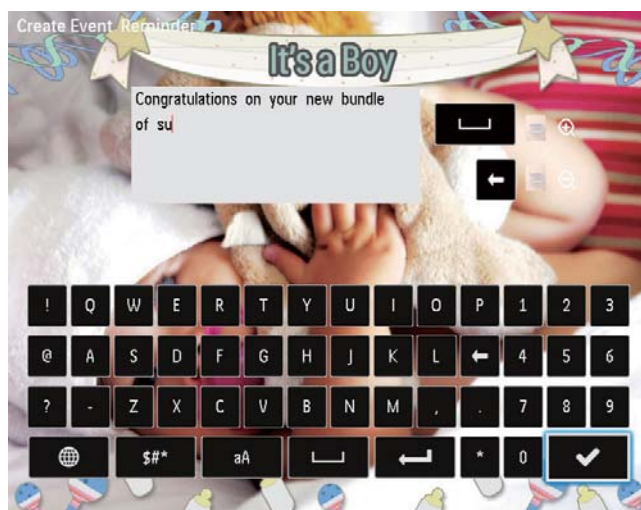 Create Event Reminder
It's a Boy
Congratulations on your new bundle
of su
! Q W E R T Y U I O P 1 2 3
@ A S D F G H J K L 4 5 6
? - Z X C V B N M , . 7 8 9
$#* aA * 0